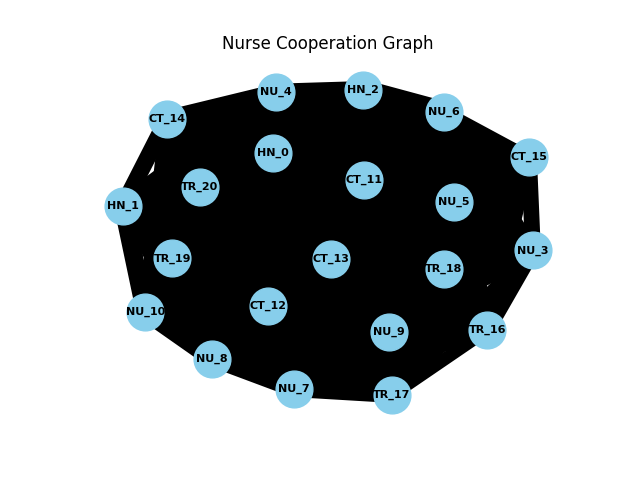 Nurse Cooperation Graph
NU_4
HN_2
NU_6
CT_14
HN_0
CT_15
CT_11
TR_20
NU_5
HN_1
NU_3
TR_19
CT_13
TR_18
CT_12
NU_10
TR_16
NU_9
NU_8
NU_7
TR_17